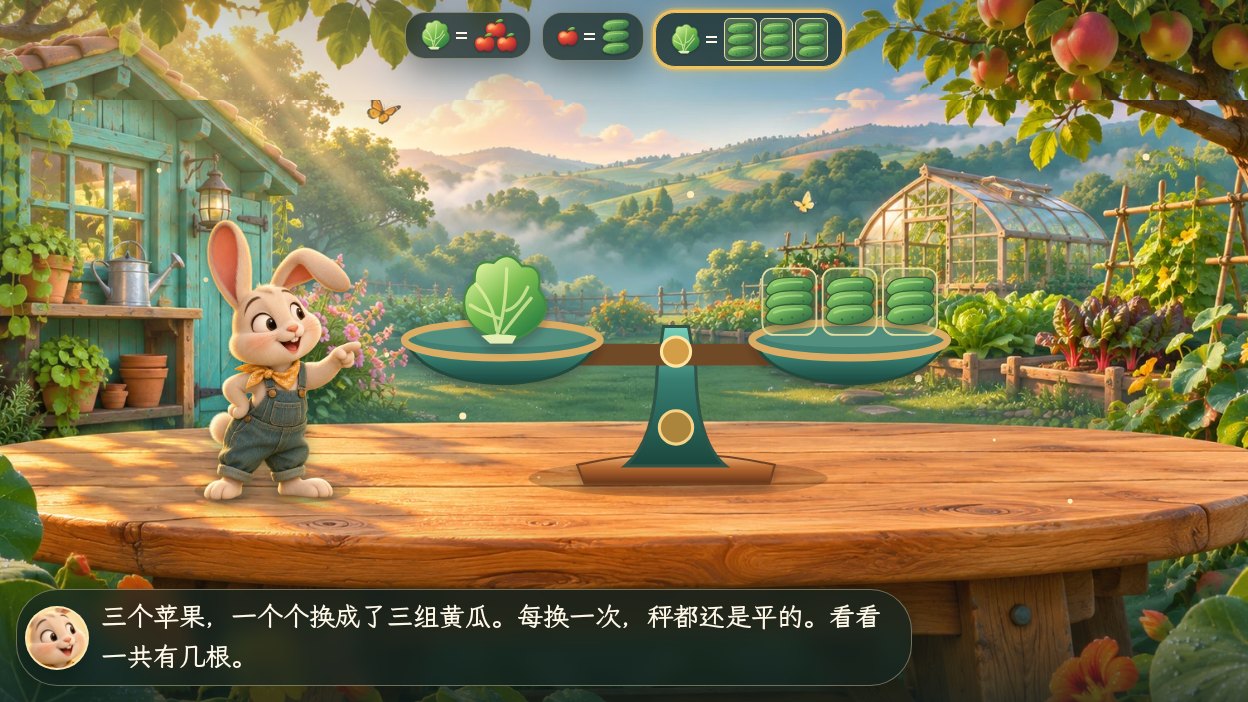 =
=
=
三个苹果，一个个换成了三组黄瓜。每换一次，秤都还是平的。看看
一共有几根。